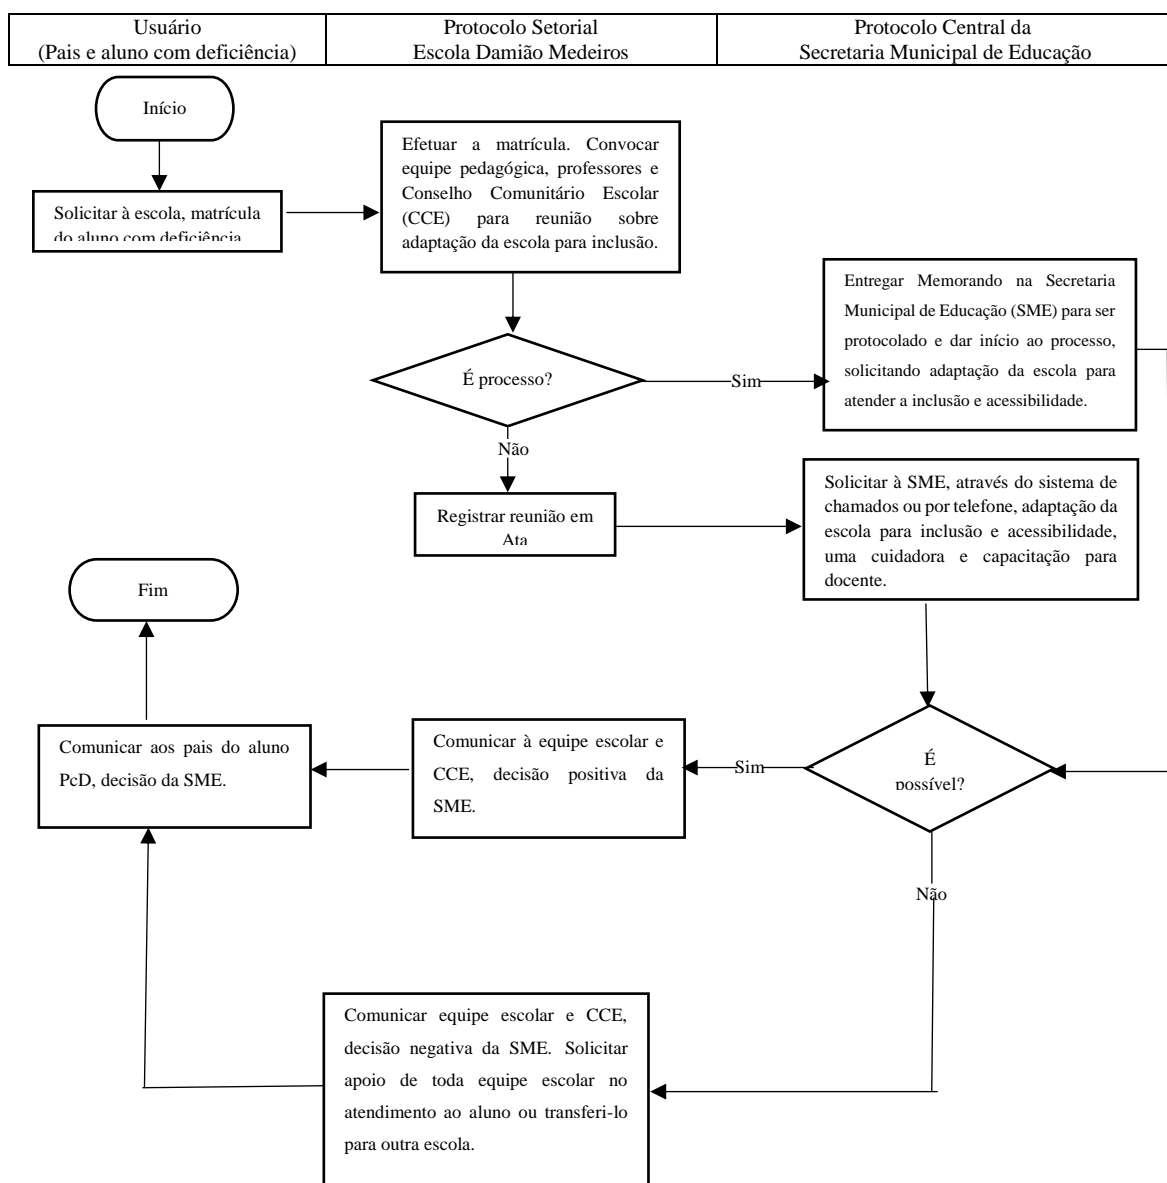 Usuário
(Pais e aluno com deficiência)
Protocolo Setorial
Escola Damião Medeiros
Protocolo Central da
Secretaria Municipal de Educação
Início
Solicitar à escola, matrícula
do aluno com deficiência
Efetuar a matrícula. Convocar
equipe pedagógica, professores e
Conselho Comunitário Escolar
(CCE) para reunião sobre
adaptação da escola para inclusão.
Entregar Memorando na Secretaria
Municipal de Educação (SME) para ser
protocolado e dar início ao processo,
solicitando adaptação da escola para
atender a inclusão e acessibilidade.
É processo?
Sim
Não
Registrar reunião em
Ata
Solicitar à SME, através do sistema de
chamados ou por telefone, adaptação da
escola para inclusão e acessibilidade,
uma cuidadora e capacitação para
docente.
Fim
Comunicar aos pais do aluno
PcD, decisão da SME.
Comunicar à equipe escolar e
CCE, decisão positiva da
SME.
Sim
É
possível?
Não
Comunicar equipe escolar e CCE,
decisão negativa da SME. Solicitar
apoio de toda equipe escolar no
atendimento ao aluno ou transferi-lo
para outra escola.